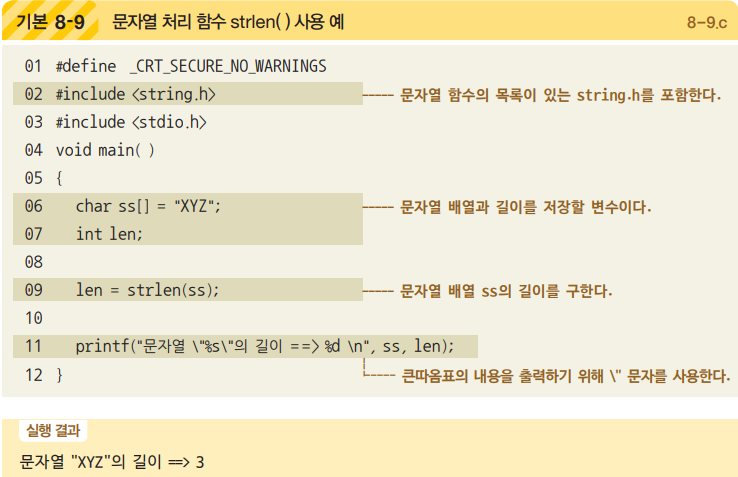 기본 8-9 문자열 처리 함수 strlen( ) 사용 예 8-9.c
01 #define _CRT_SECURE_NO_WARNINGS
02 #include <string.h> 문자열 함수의 목록이 있는 string.h를 포함한다.
03 #include <stdio.h>
04 void main( )
05 {
06 char ss[] = "XYZ"; 문자열 배열과 길이를 저장할 변수이다.
07 int len;
08
09 len = strlen(ss); 문자열 배열 ss의 길이를 구한다.
10
11 printf("문자열 \"%s\"의 길이 ==> %d \n", ss, len);
12 } 큰따옴표의 내용을 출력하기 위해 \" 문자를 사용한다.
실행 결과
문자열 "XYZ"의 길이 ==> 3